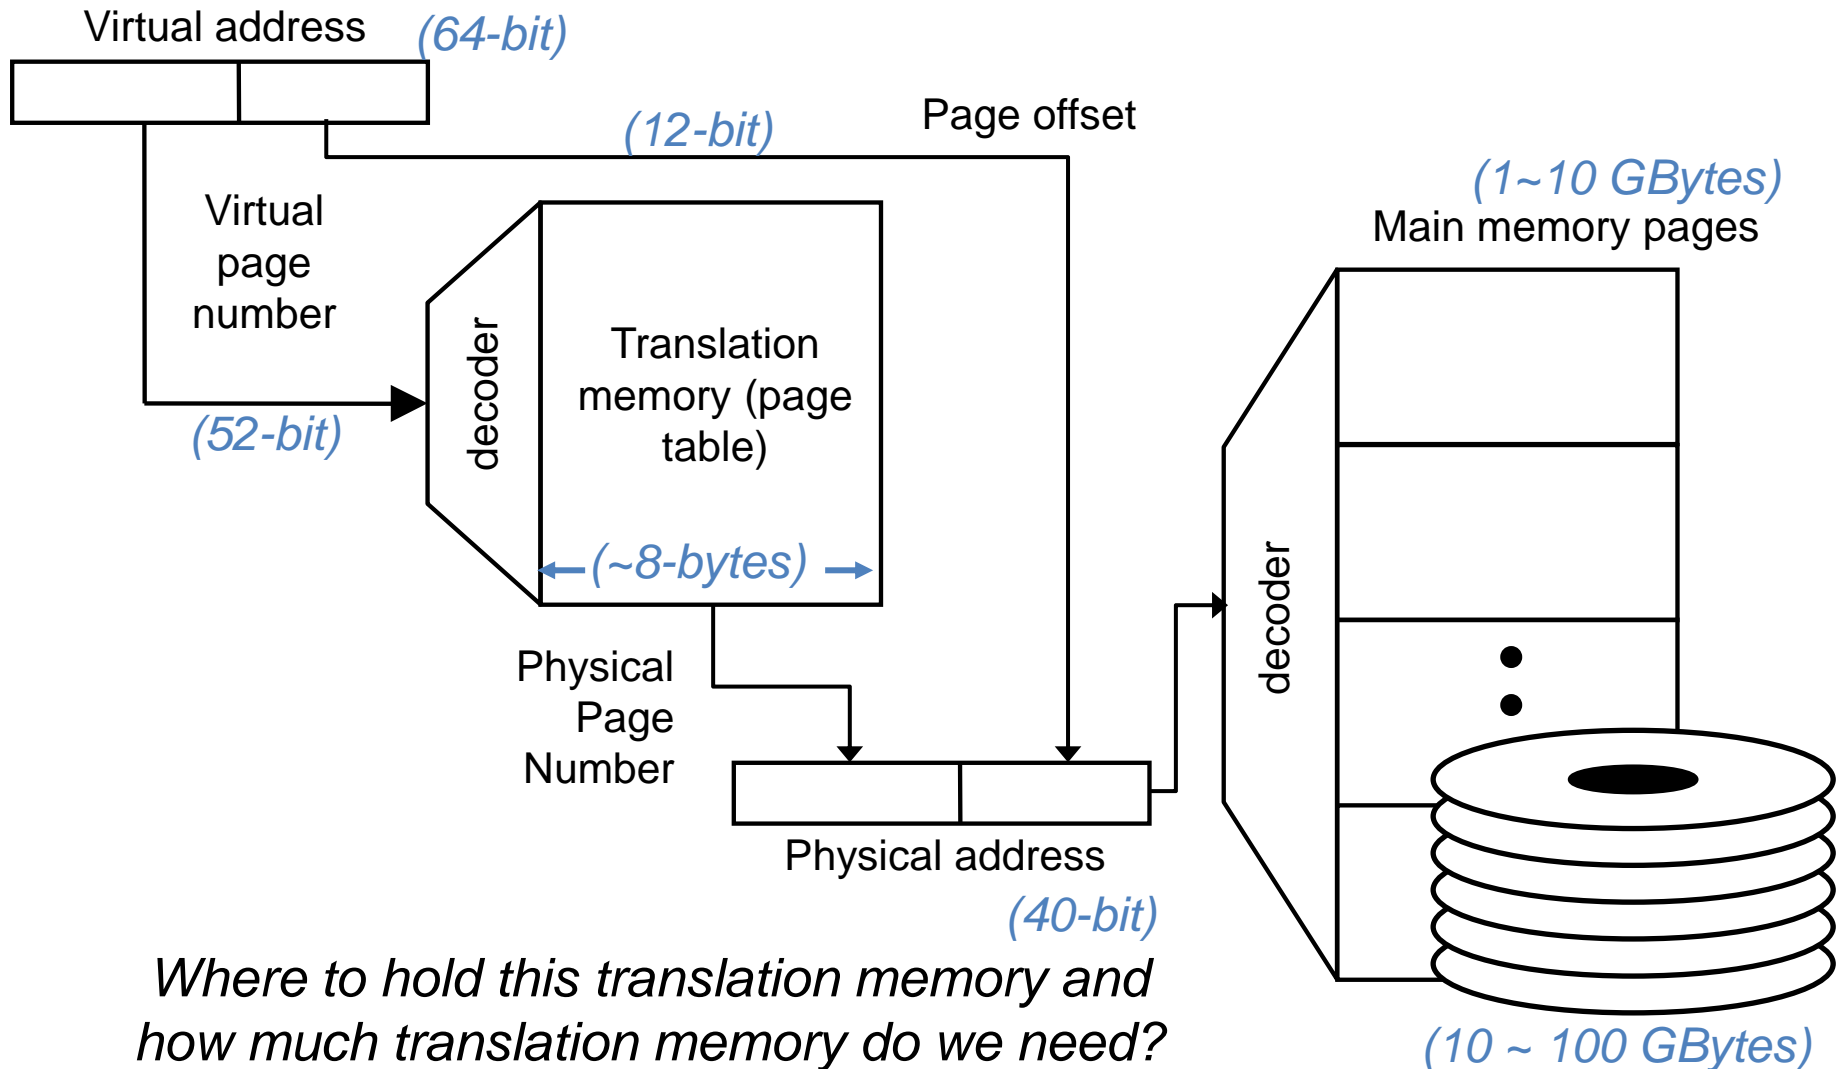 Virtual address
(64-bit)
(12-bit)
Page offset
(1~10 GBytes)
Main memory pages
Virtual
page
number
(52-bit)
decoder
Translation
memory (page
table)
(~8-bytes)
Physical
Page
Number
Physical address
(40-bit)
decoder
Where to hold this translation memory and
how much translation memory do we need?
(10 ~ 100 GBytes)